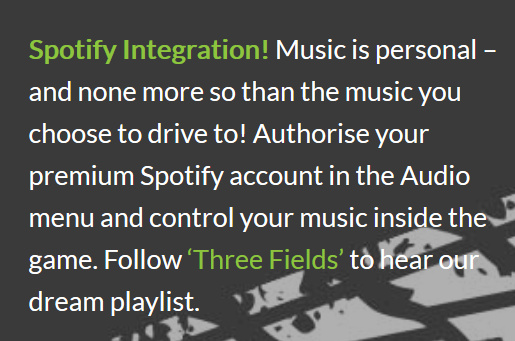 Spotify Integration! Music is personal –
and none more so than the music you
choose to drive to! Authorise your
premium Spotify account in the Audio
menu and control your music inside the
game. Follow ‘Three Fields’ to hear our
dream playlist.